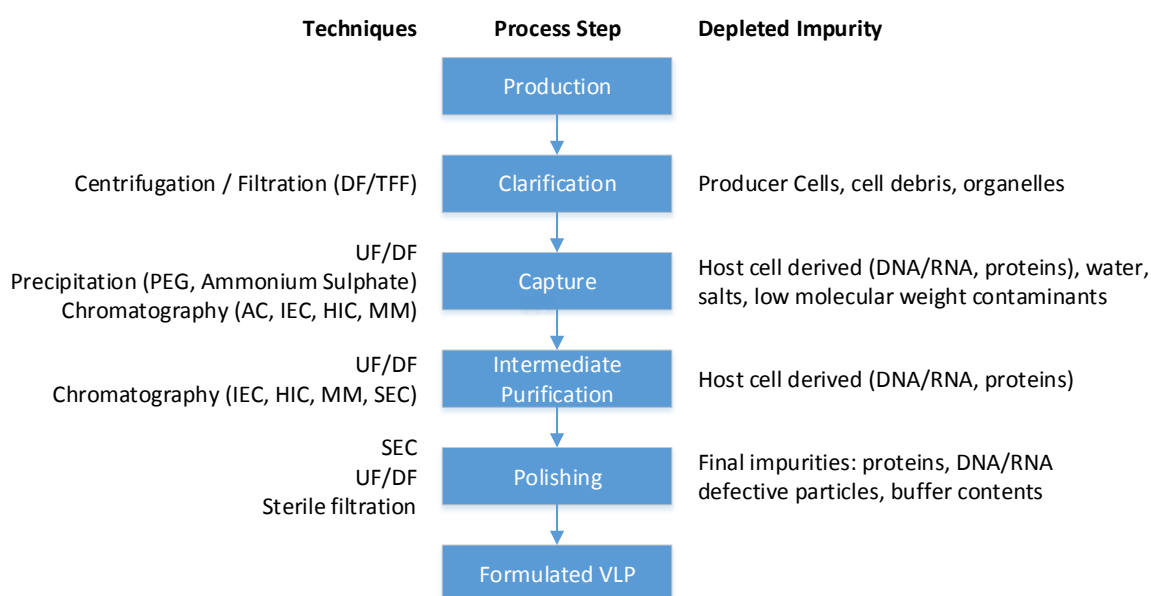 Techniques Process Step Depleted Impurity
Production
Centrifugation / Filtration (DF/TFF) Clarification Producer Cells, cell debris, organelles
UF/DF
Precipitation (PEG, Ammonium Sulphate)
Chromatography (AC, IEC, HIC, MM)
Capture
Host cell derived (DNA/RNA, proteins), water,
salts, low molecular weight contaminants
UF/DF
Chromatography (IEC, HIC, MM, SEC)
Intermediate
Purification
Host cell derived (DNA/RNA, proteins)
SEC
UF/DF
Sterile filtration
Polishing
Final impurities: proteins, DNA/RNA
defective particles, buffer contents
Formulated VLP